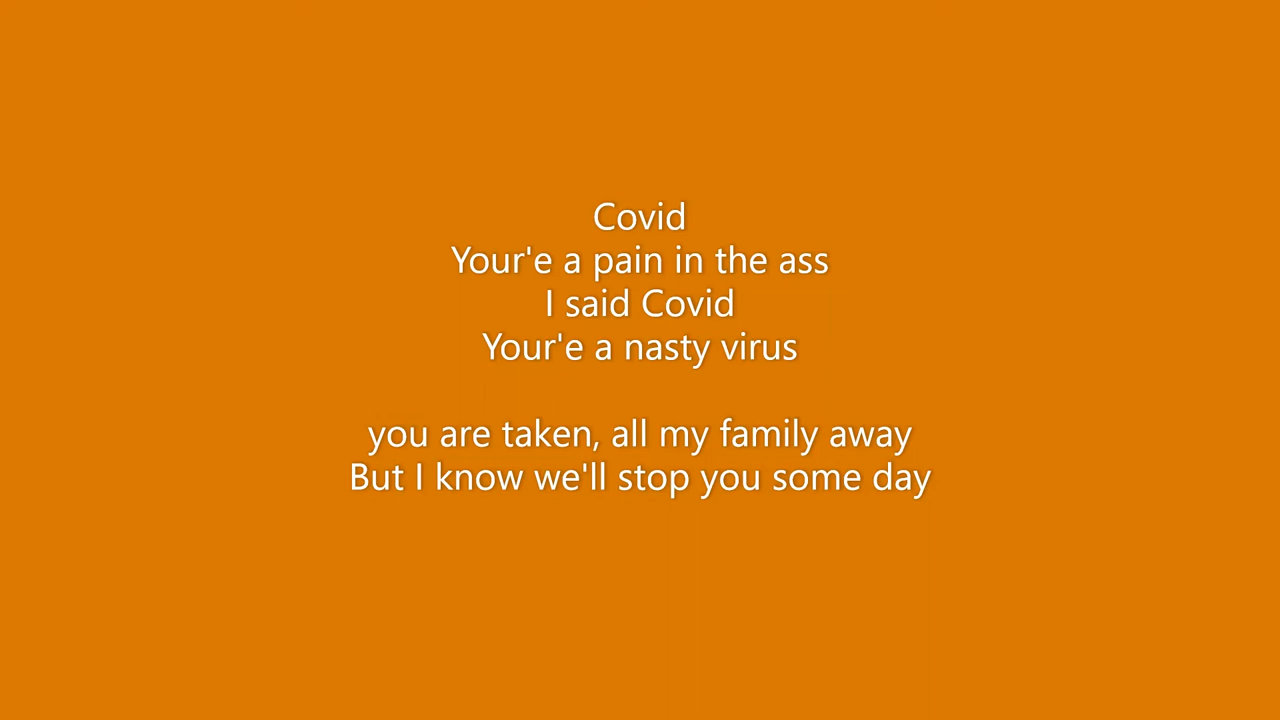 Covid
Your'e a pain in the ass
I said Covid
Your'e a nasty virus
you are taken, all my family away
But I know we'll stop you some day